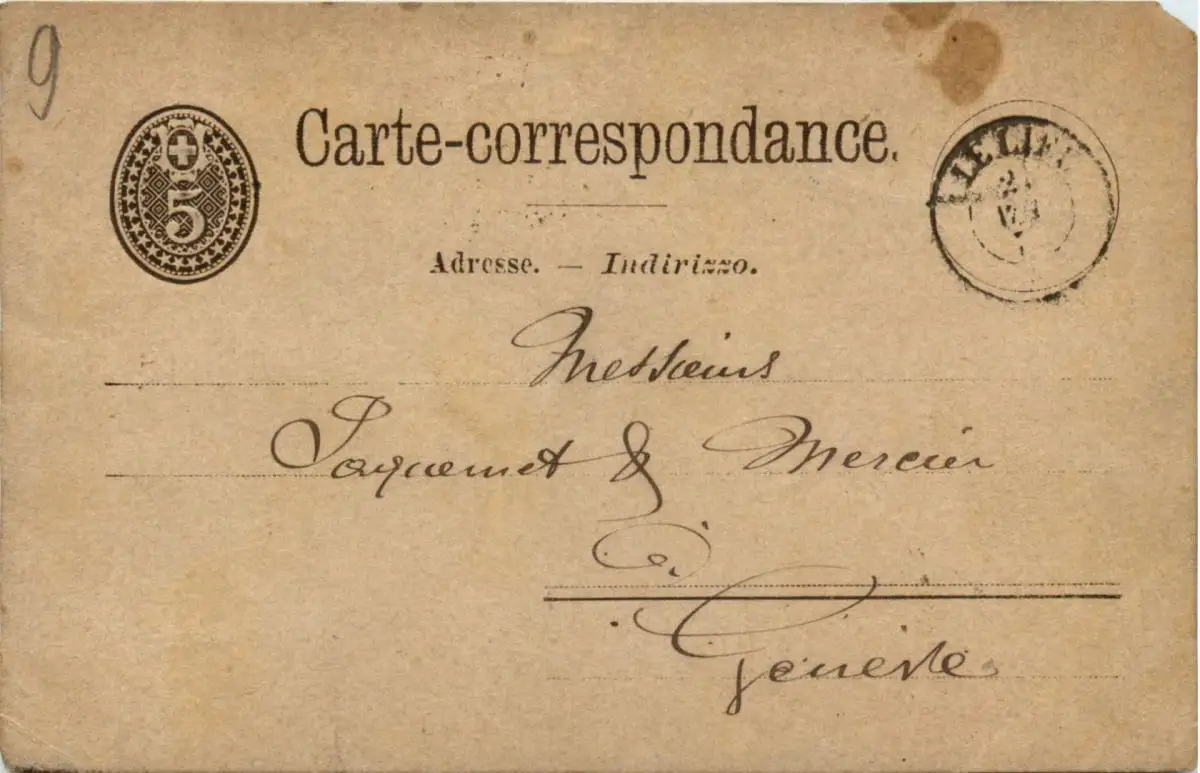 9
5
Carte-correspondance.
Adresse. — Indirizzo.
Messieurs
Jaquemet & Mercier
à
Genève